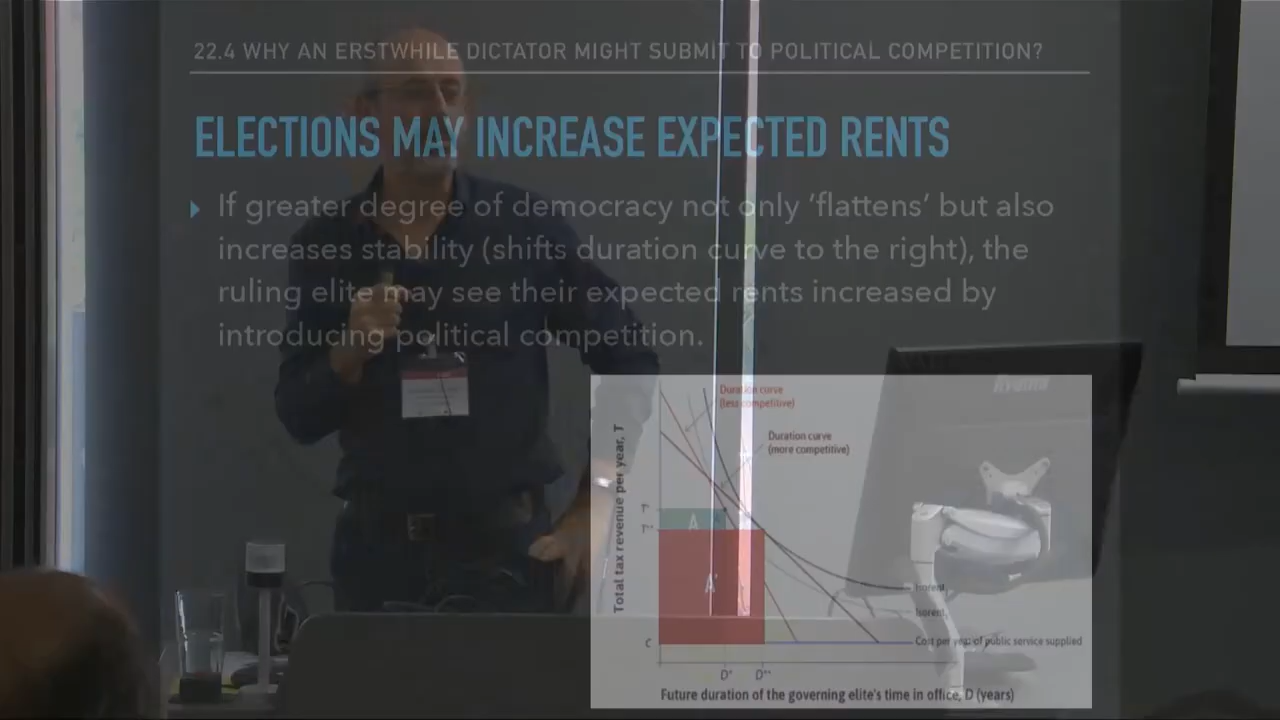 22.4 WHY AN ERSTWHILE DICTATOR MIGHT SUBMIT TO POLITICAL COMPETITION?
ELECTIONS MAY INCREASE EXPECTED RENTS
If greater degree of democracy not only ‘flattens’ but also
increases stability (shifts duration curve to the right), the
ruling elite may see their expected rents increased by
introducing political competition.
Duration curve
(less competitive)
Duration curve
(more competitive)
Total tax revenue per year, T
A
A'
Isorent
Isorent
C
Cost per year of public service supplied
D*
D**
Future duration of the governing elite's time in office, D (years)